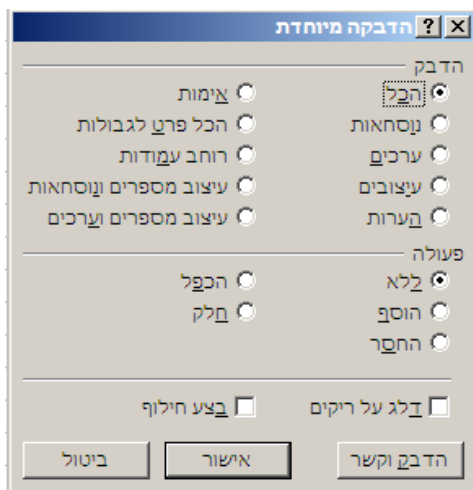 הדבקה מיוחדת
הדבק
הכל אימות
נוסחאות הכל פרט לגבולות
ערכים רוחב עמודות
עיצובים עיצוב מספרים ונוסחאות
הערות עיצוב מספרים וערכים
פעולה
ללא הכפל
הוסף חלק
החסר
דלג על ריקים בצע חילוף
הדבק וקשר אישור ביטול